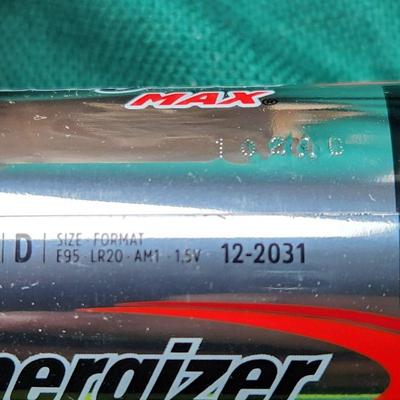 MAX®
D | SIZE · FORMAT
E95 · LR20 · AM1 · 1,5V 12-2031
nergizer